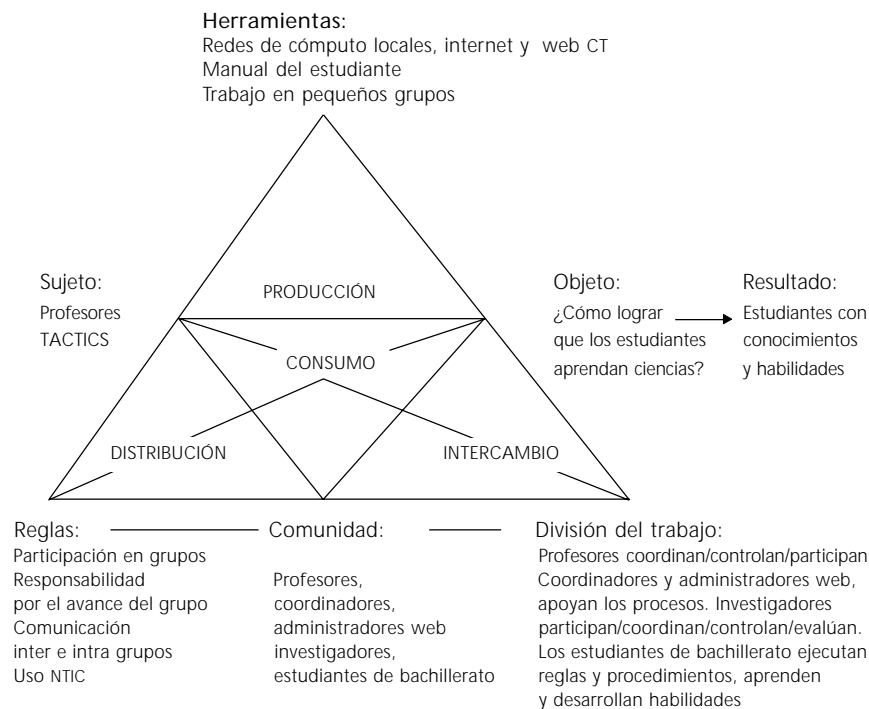 Herramientas:
Redes de cómputo locales, internet y web CT
Manual del estudiante
Trabajo en pequeños grupos
Sujeto:
Profesores
TACTICS
PRODUCCIÓN
CONSUMO
DISTRIBUCIÓN
INTERCAMBIO
Objeto:
¿Cómo lograr
que los estudiantes
aprendan ciencias?
Resultado:
Estudiantes con
conocimientos
y habilidades
Reglas:
Participación en grupos
Responsabilidad
por el avance del grupo
Comunicación
inter e intra grupos
Uso NTIC
Comunidad:
Profesores,
coordinadores,
administradores web
investigadores,
estudiantes de bachillerato
División del trabajo:
Profesores coordinan/controlan/participan
Coordinadores y administradores web,
apoyan los procesos. Investigadores
participan/coordinan/controlan/evalúan.
Los estudiantes de bachillerato ejecutan
reglas y procedimientos, aprenden
y desarrollan habilidades